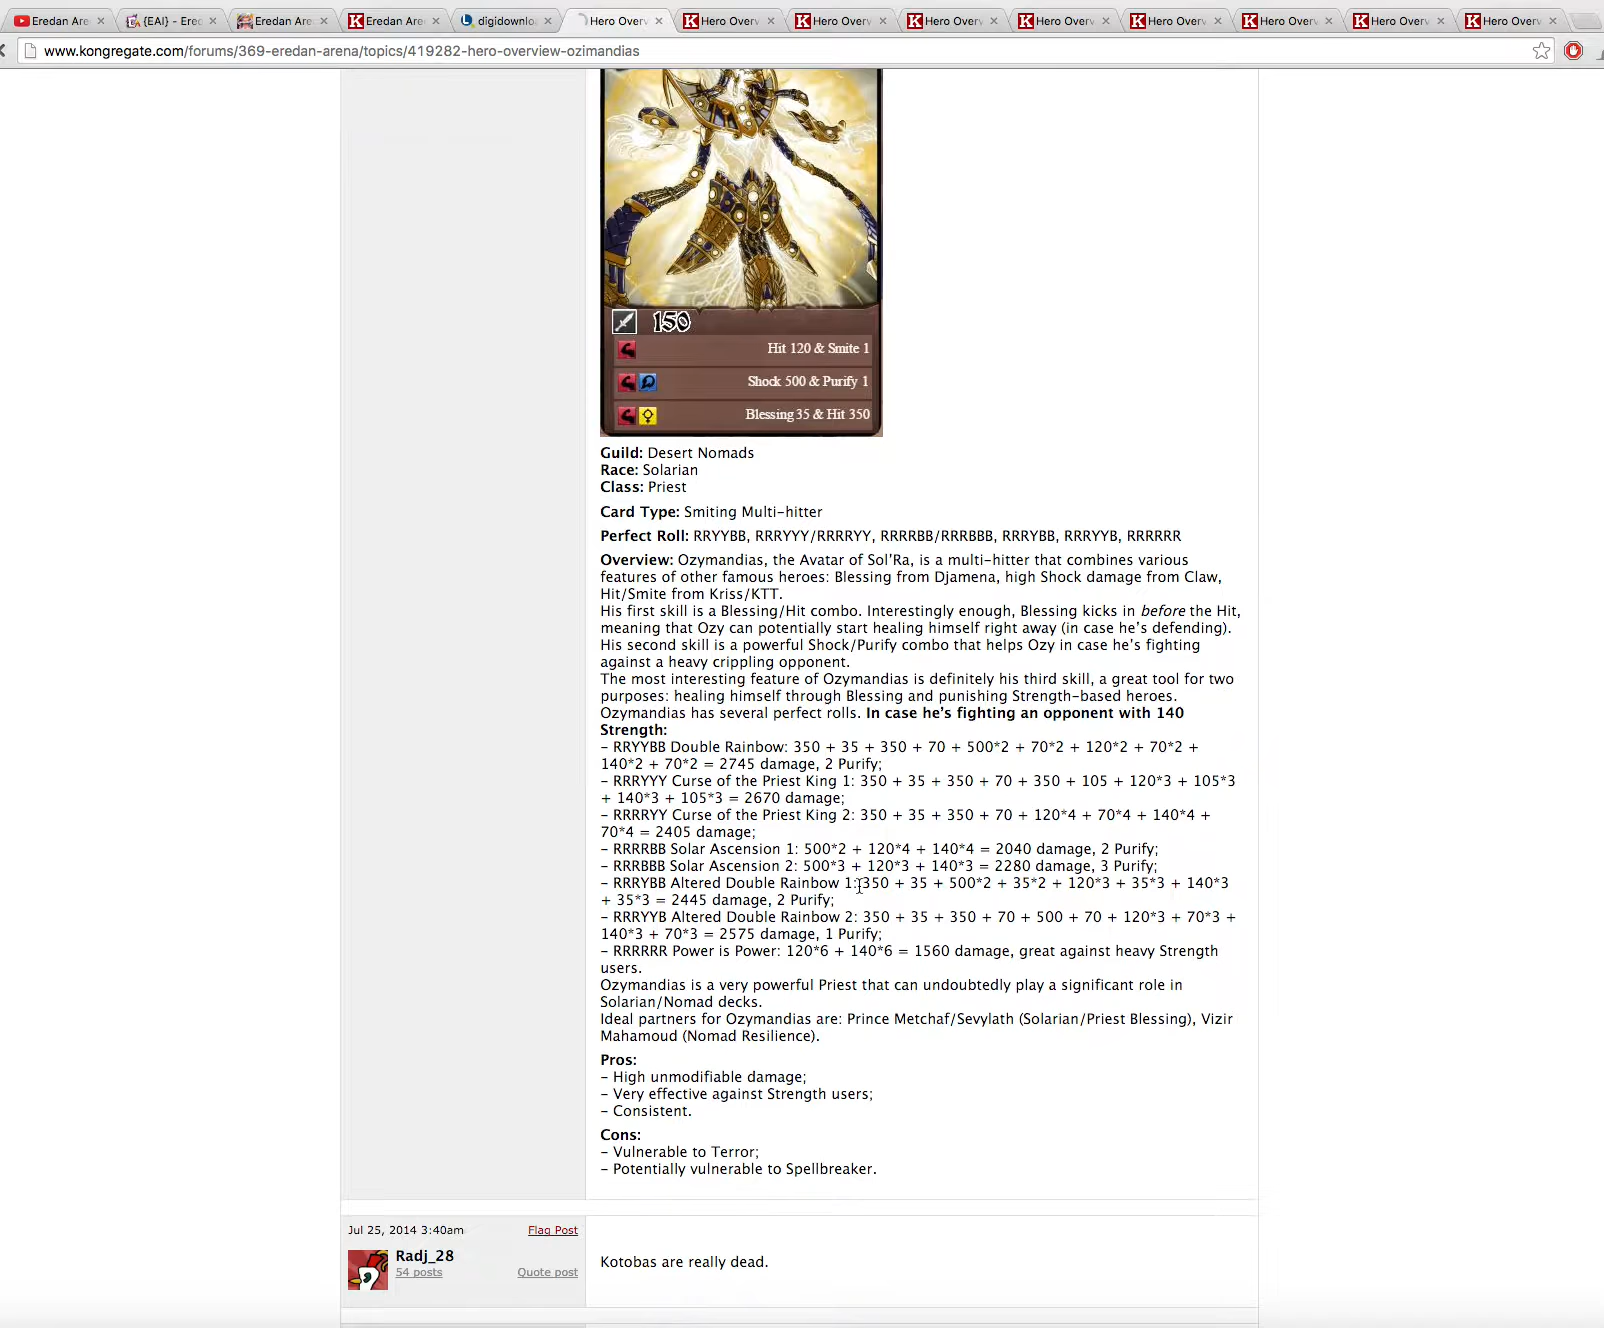 Eredan Are
{EAI} - Ered
Eredan Are
Eredan Are
digidownlo
Hero Overv
Hero Overv
Hero Overv
Hero Overv
Hero Overv
Hero Overv
Hero Overv
Hero Overv
Hero Overv
www.kongregate.com/forums/369-eredan-arena/topics/419282-hero-overview-ozimandias
150
Hit 120 & Smite 1
Shock 500 & Purify 1
Blessing 35 & Hit 350
Guild: Desert Nomads
Race: Solarian
Class: Priest
Card Type: Smiting Multi-hitter
Perfect Roll: RRYYBB, RRRYYY/RRRRYY, RRRRBB/RRRBBB, RRRYBB, RRRYYB, RRRRRR
Overview: Ozymandias, the Avatar of Sol'Ra, is a multi-hitter that combines various
features of other famous heroes: Blessing from Djamena, high Shock damage from Claw,
Hit/Smite from Kriss/KTT.
His first skill is a Blessing/Hit combo. Interestingly enough, Blessing kicks in before the Hit,
meaning that Ozy can potentially start healing himself right away (in case he's defending).
His second skill is a powerful Shock/Purify combo that helps Ozy in case he's fighting
against a heavy crippling opponent.
The most interesting feature of Ozymandias is definitely his third skill, a great tool for two
purposes: healing himself through Blessing and punishing Strength-based heroes.
Ozymandias has several perfect rolls. In case he's fighting an opponent with 140
Strength:
– RRYYBB Double Rainbow: 350 + 35 + 350 + 70 + 500*2 + 70*2 + 120*2 + 70*2 +
140*2 + 70*2 = 2745 damage, 2 Purify;
– RRRYYY Curse of the Priest King 1: 350 + 35 + 350 + 70 + 350 + 105 + 120*3 + 105*3
+ 140*3 + 105*3 = 2670 damage;
– RRRRYY Curse of the Priest King 2: 350 + 35 + 350 + 70 + 120*4 + 70*4 + 140*4 +
70*4 = 2405 damage;
– RRRRBB Solar Ascension 1: 500*2 + 120*4 + 140*4 = 2040 damage, 2 Purify;
– RRRBBB Solar Ascension 2: 500*3 + 120*3 + 140*3 = 2280 damage, 3 Purify;
– RRRYBB Altered Double Rainbow 1: 350 + 35 + 500*2 + 35*2 + 120*3 + 35*3 + 140*3
+ 35*3 = 2445 damage, 2 Purify;
– RRRYYB Altered Double Rainbow 2: 350 + 35 + 350 + 70 + 500 + 70 + 120*3 + 70*3 +
140*3 + 70*3 = 2575 damage, 1 Purify;
– RRRRRR Power is Power: 120*6 + 140*6 = 1560 damage, great against heavy Strength
users.
Ozymandias is a very powerful Priest that can undoubtedly play a significant role in
Solarian/Nomad decks.
Ideal partners for Ozymandias are: Prince Metchaf/Sevylath (Solarian/Priest Blessing), Vizir
Mahamoud (Nomad Resilience).
Pros:
– High unmodifiable damage;
– Very effective against Strength users;
– Consistent.
Cons:
– Vulnerable to Terror;
– Potentially vulnerable to Spellbreaker.
Jul 25, 2014 3:40am
Flag Post
Radj_28
54 posts
Quote post
Kotobas are really dead.